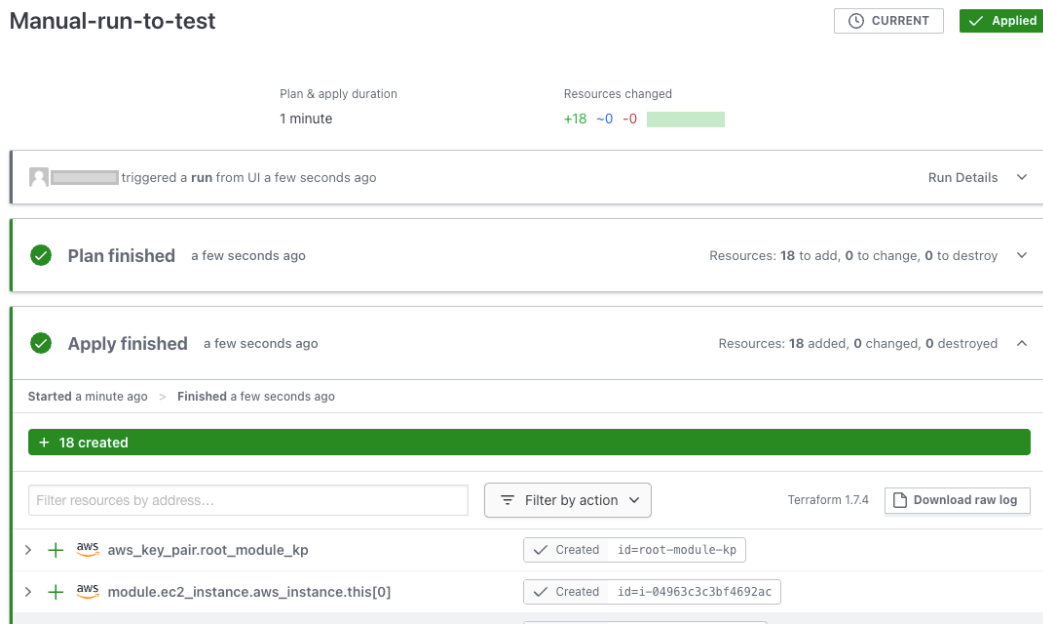 Manual-run-to-test
CURRENT
Applied
Plan & apply duration
Resources changed
1 minute
+18 ~0 -0
triggered a run from UI a few seconds ago
Run Details
Plan finished a few seconds ago
Resources: 18 to add, 0 to change, 0 to destroy
Apply finished a few seconds ago
Resources: 18 added, 0 changed, 0 destroyed
Started a minute ago > Finished a few seconds ago
+ 18 created
Filter resources by address...
Filter by action
Terraform 1.7.4
Download raw log
aws aws_key_pair.root_module_kp
Created id=root-module-kp
aws module.ec2_instance.aws_instance.this[0]
Created id=i-04963c3c3bf4692ac